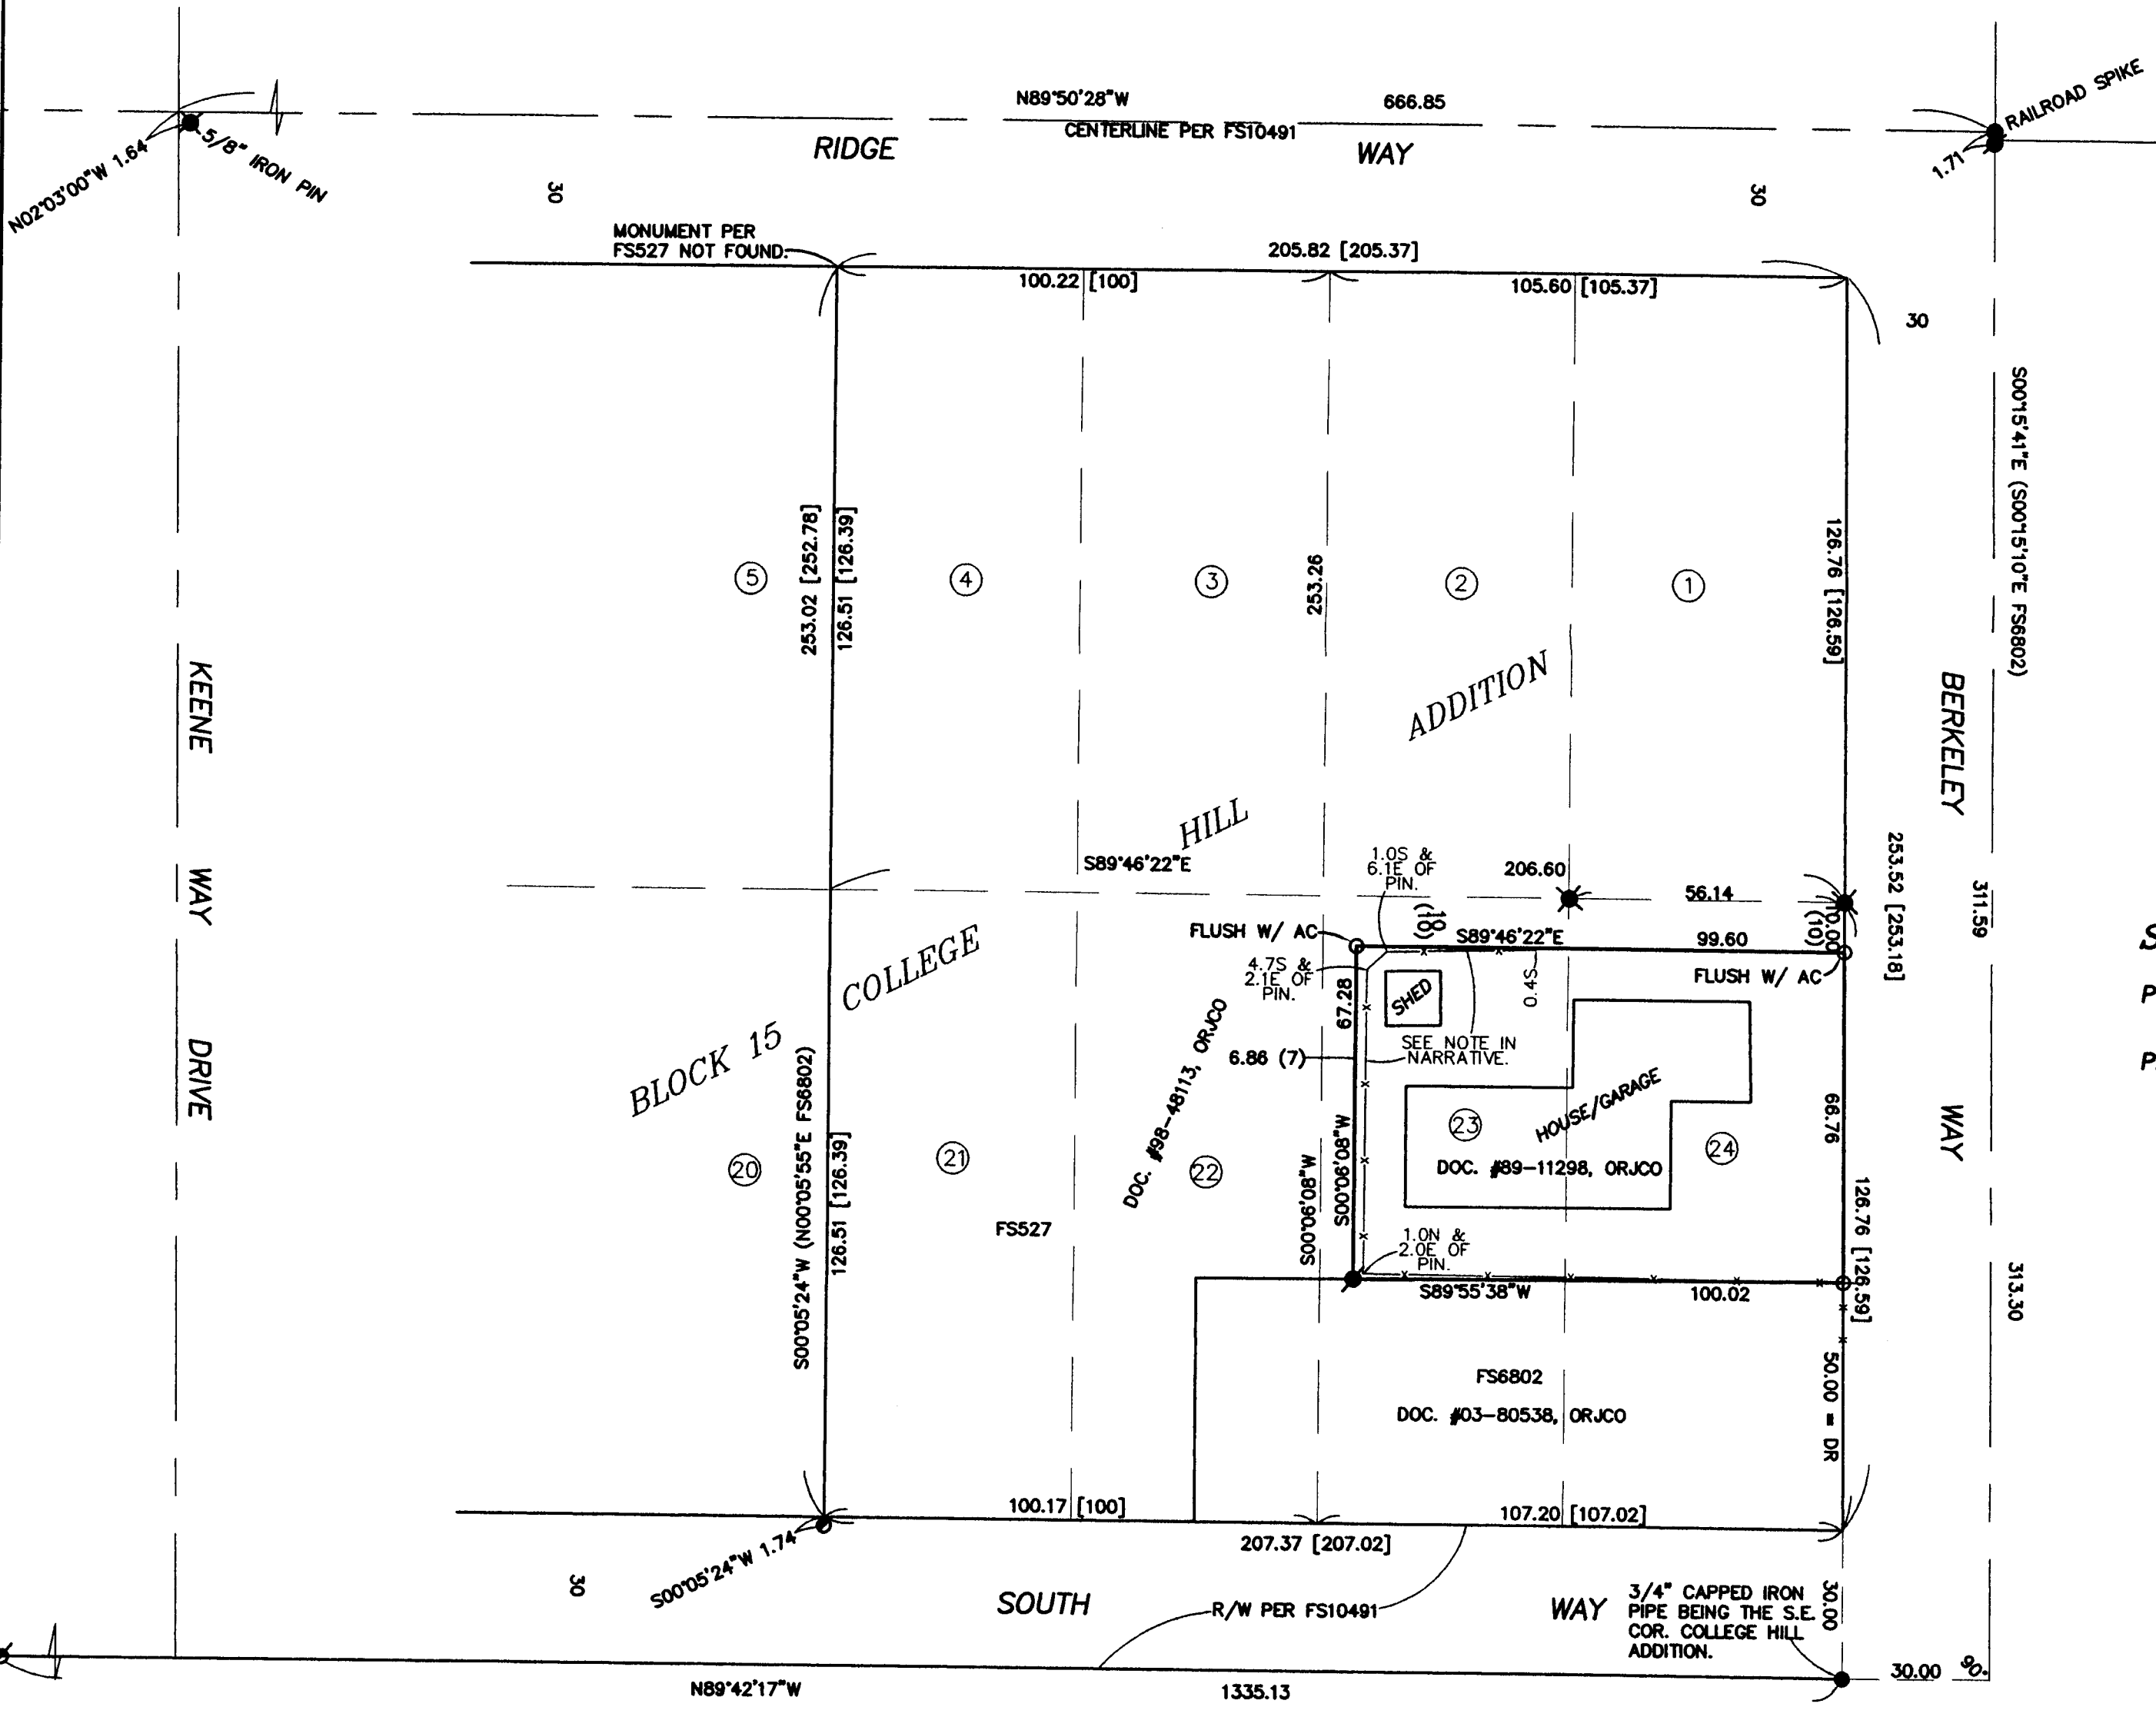 N89°50'28"W
666.85
CENTERLINE PER FS10491
RIDGE WAY
RAILROAD SPIKE
1.71
N02°03'00"W 1.64
5/8" IRON PIN
30
30
MONUMENT PER
FS527 NOT FOUND.
205.82 [205.37]
100.22 [100]
105.60 [105.37]
30
S00°15'41"E (S00°15'10"E FS6802)
253.02 [252.78]
126.51 [126.39]
253.26
126.76 [126.59]
5
4
3
2
1
KEENE WAY DRIVE
BERKELEY WAY
BLOCK 15 COLLEGE HILL ADDITION
S89°46'22"E
206.60
1.0S &
6.1E OF
PIN.
56.14
10
(10)
10.00
(10)
253.52 [253.18]
311.59
FLUSH W/ AC
S89°46'22"E
99.60
FLUSH W/ AC
4.7S &
2.1E OF
PIN.
67.28
SHED
0.4S
S
P
P
SEE NOTE IN
NARRATIVE.
6.86 (7)
DOC. #98-48113, ORJCO
HOUSE/GARAGE
66.76
20
21
22
23
24
DOC. #89-11298, ORJCO
S00°05'24"W (N00°05'55"E FS6802)
126.51 [126.39]
S00°06'08"W
S00°06'08"W
FS527
1.0N &
2.0E OF
PIN.
126.76 [126.59]
313.30
S89°55'38"W
100.02
FS6802
DOC. #03-80538, ORJCO
50.00 = DR
100.17 [100]
107.20 [107.02]
207.37 [207.02]
S00°05'24"W 1.74
30
SOUTH WAY
R/W PER FS10491
3/4" CAPPED IRON
PIPE BEING THE S.E.
COR. COLLEGE HILL
ADDITION.
30.00
30.00
90°
N89°42'17"W
1335.13